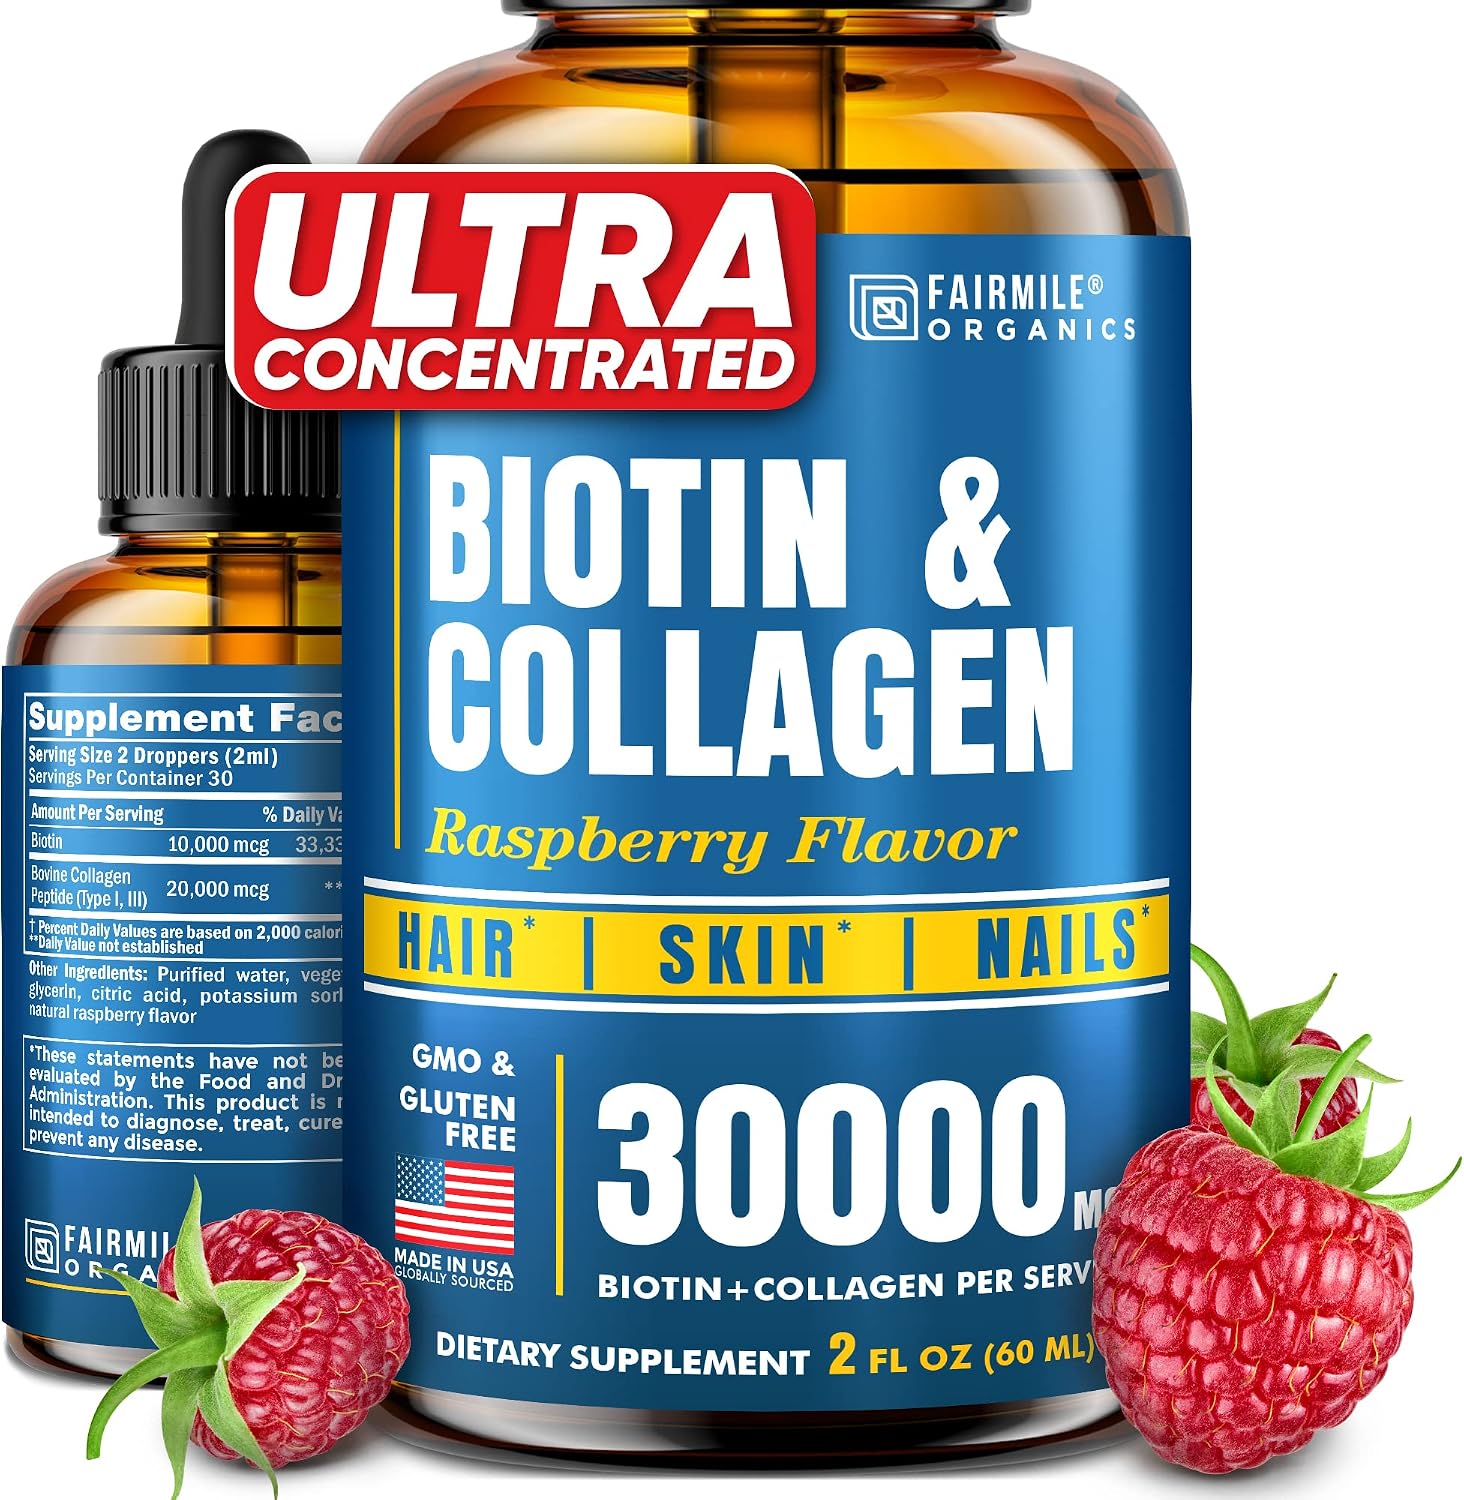 ULTRA
CONCENTRATED
FAIRMILE®
ORGANICS
BIOTIN &
COLLAGEN
Raspberry Flavor
HAIR* | SKIN* | NAILS*
GMO &
GLUTEN
FREE
MADE IN USA
GLOBALLY SOURCED
30000
BIOTIN+COLLAGEN PER
DIETARY SUPPLEMENT 2 FL OZ (60 ML)
Supplement
Serving Size 2 Droppers (2ml)
Servings Per Container 30
Amount Per Serving % Daily
Biotin 10,000 mcg
Bovine Collagen
Peptide (Type I, III) 20,000 mcg **
† Percent Daily Values are based on 2,000
**Daily Value not established
Other Ingredients: Purified water,
glycerin, citric acid, potassium
natural raspberry flavor
*These statements have not
evaluated by the Food and
Administration. This product is
intended to diagnose, treat, cure
prevent any disease.